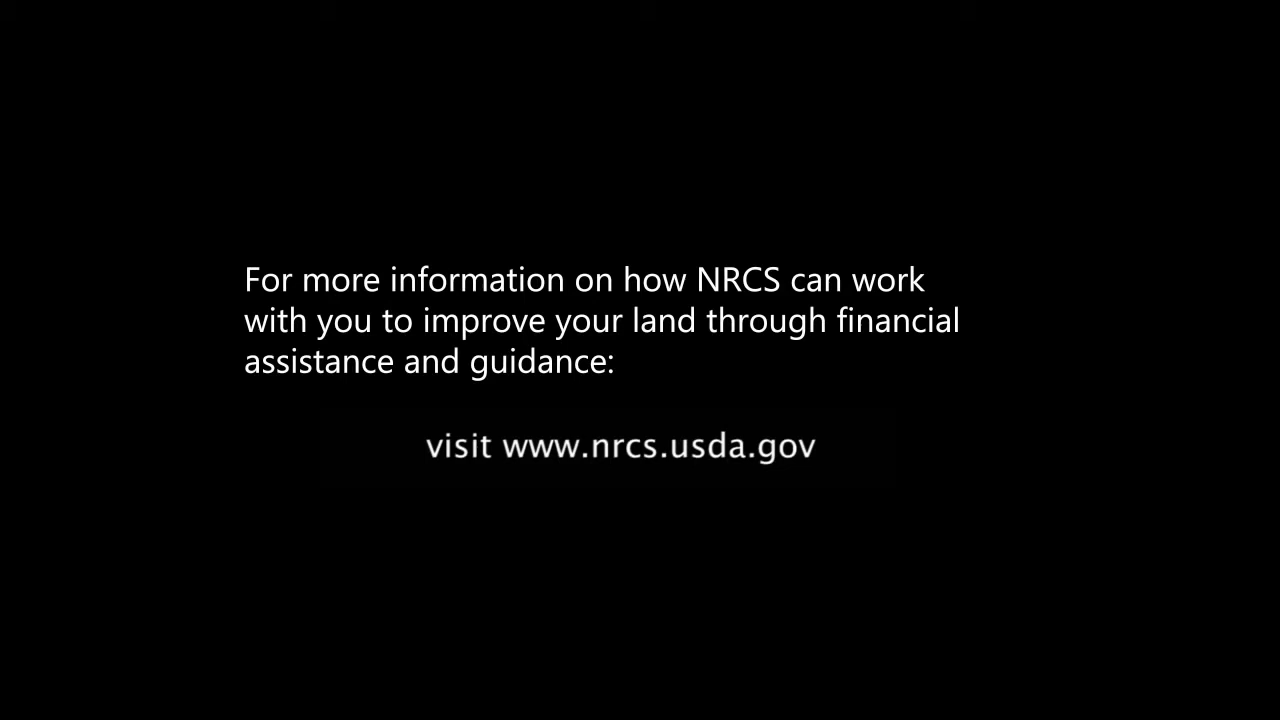 For more information on how NRCS can work
with you to improve your land through financial
assistance and guidance:
visit www.nrcs.usda.gov